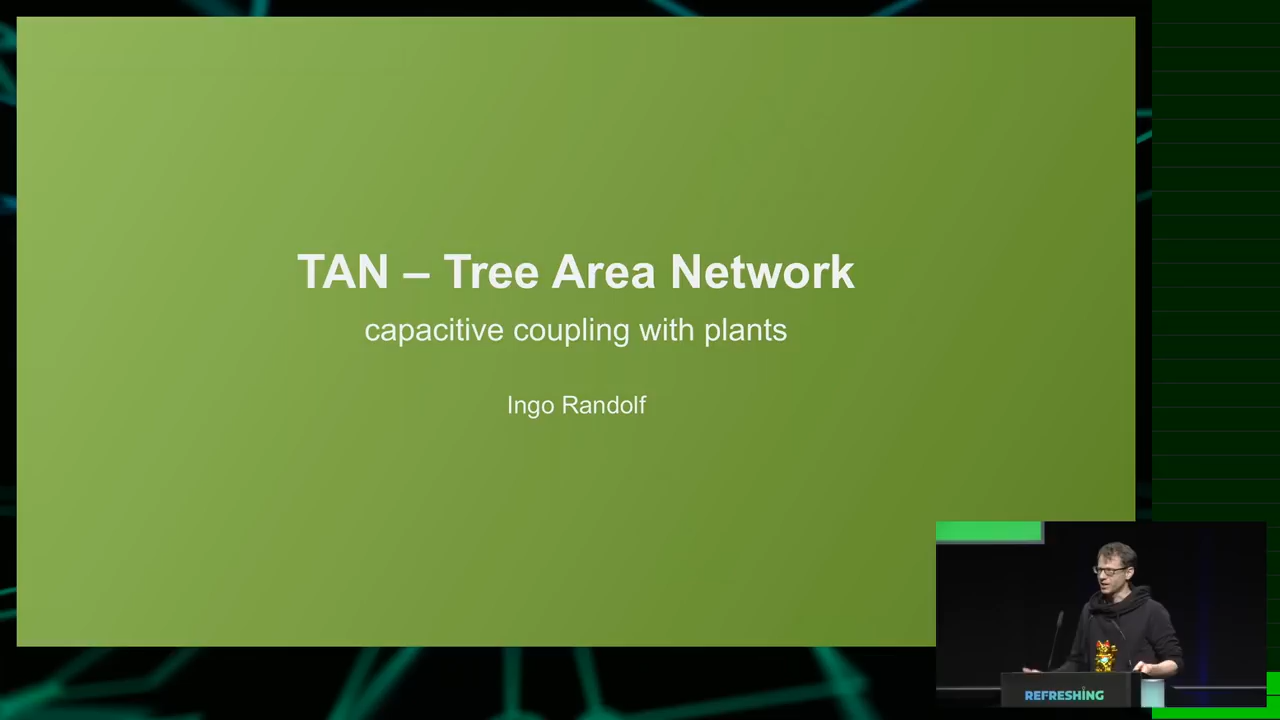 TAN – Tree Area Network
capacitive coupling with plants
Ingo Randolf
REFRESHING